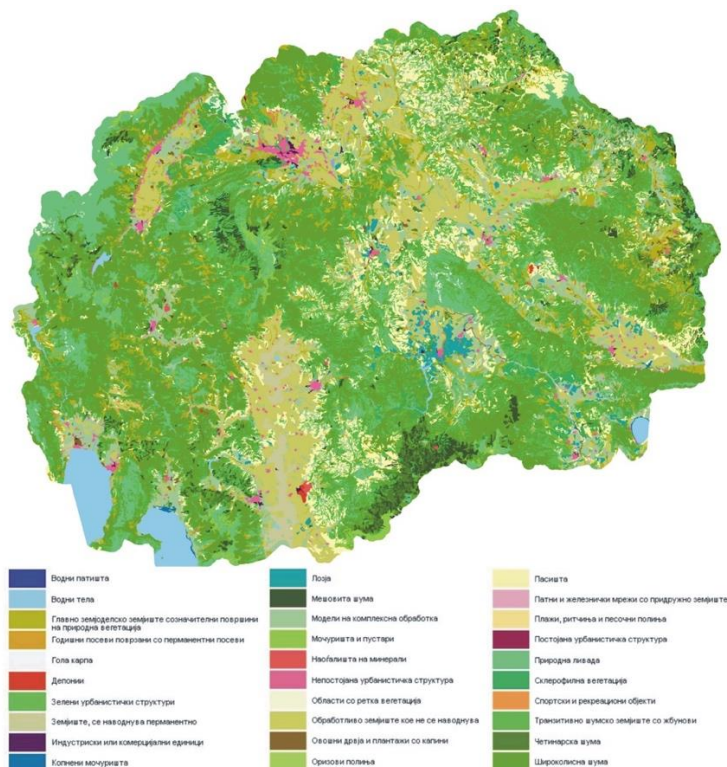 Водни патишта
Водни тела
Главно земјоделско земјиште созначителни површини
на природна вегетација
Годишни посеви поврзани со перманентни посеви
Гола карпа
Депонии
Зелени урбанистички структури
Земјиште, се наводнува перманентно
Индустриски или комерцијални единици
Копнени мочуришта
Лозја
Мешовита шума
Модели на комплексна обработка
Мочуришта и пустари
Наоѓалишта на минерали
Непостојана урбанистичка структура
Области со ретка вегетација
Обработливо земјиште кое не се наводнува
Овошни дрвја и плантажи со капини
Оризови полиња
Пасишта
Патни и железнички мрежи со придружно земјиште
Плажи, ритчиња и песочни полиња
Постојана урбанистичка структура
Природна ливада
Склерофилна вегетација
Спортски и рекреациони објекти
Транзитивно шумско земјиште со жбунови
Четинарска шума
Широколисна шума